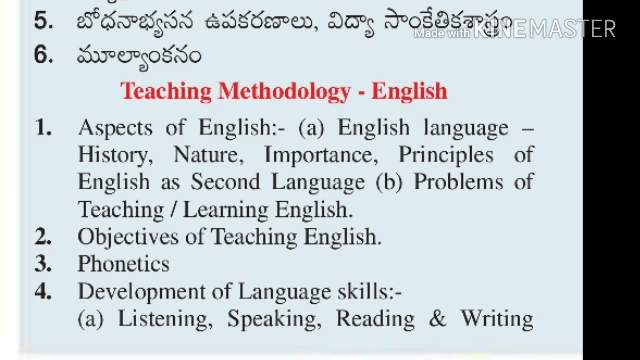 5. బోధనాభ్యసన ఉపకరణాలు, విద్యా సాంకేతికశాస్త్రం
Made with KINEMASTER
6. మూల్యాంకనం
Teaching Methodology - English
1. Aspects of English:- (a) English language –
History, Nature, Importance, Principles of
English as Second Language (b) Problems of
Teaching / Learning English.
2. Objectives of Teaching English.
3. Phonetics
4. Development of Language skills:-
(a) Listening, Speaking, Reading & Writing